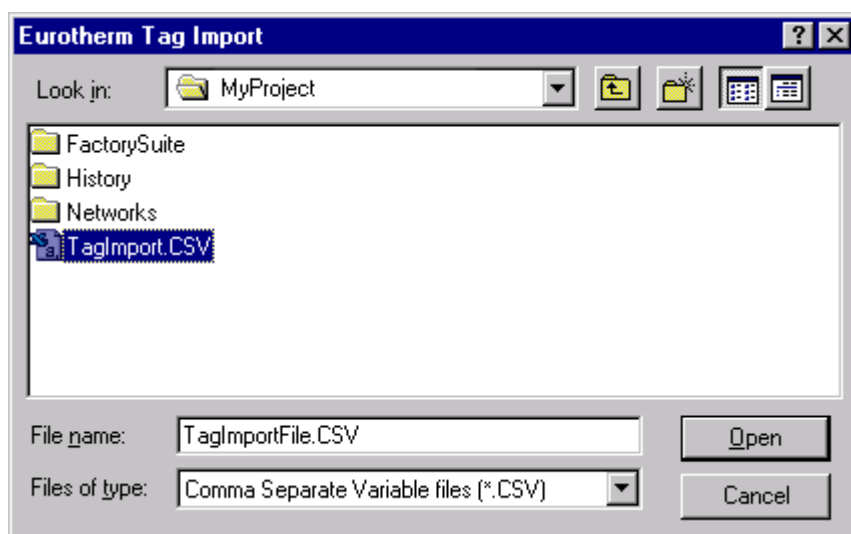 Eurotherm Tag Import
Look in: MyProject
FactorySuite
History
Networks
TagImport.CSV
File name: TagImportFile.CSV Open
Files of type: Comma Separate Variable files (*.CSV) Cancel